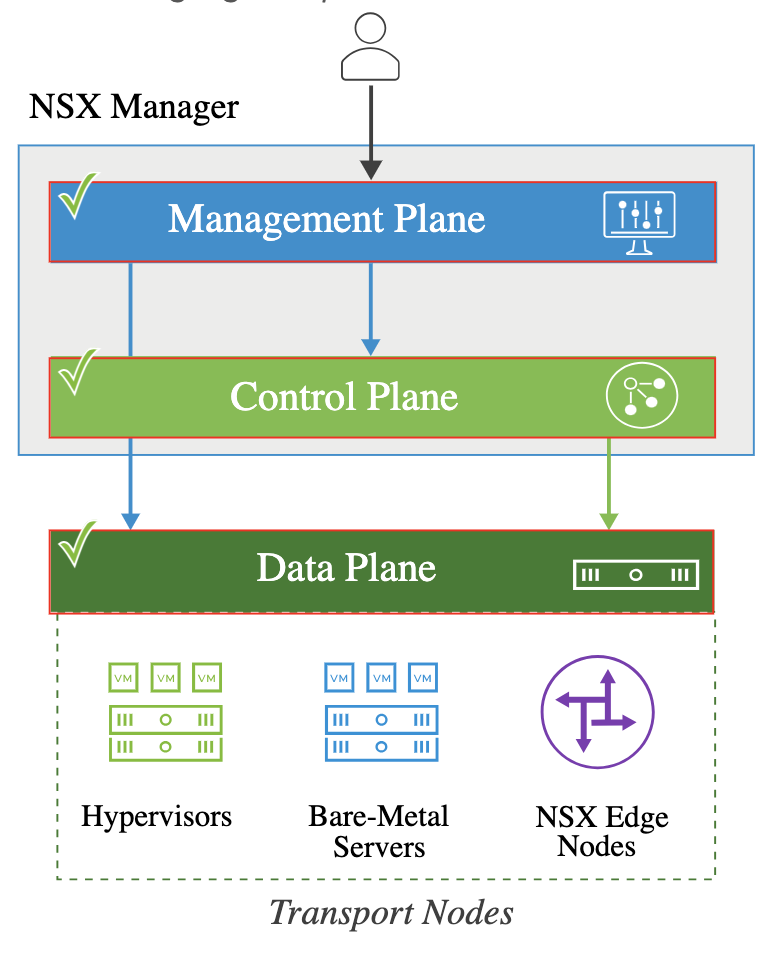 NSX Manager
Management Plane
Control Plane
Data Plane
VM VM VM VM VM VM
Hypervisors
Bare-Metal
Servers
NSX Edge
Nodes
Transport Nodes